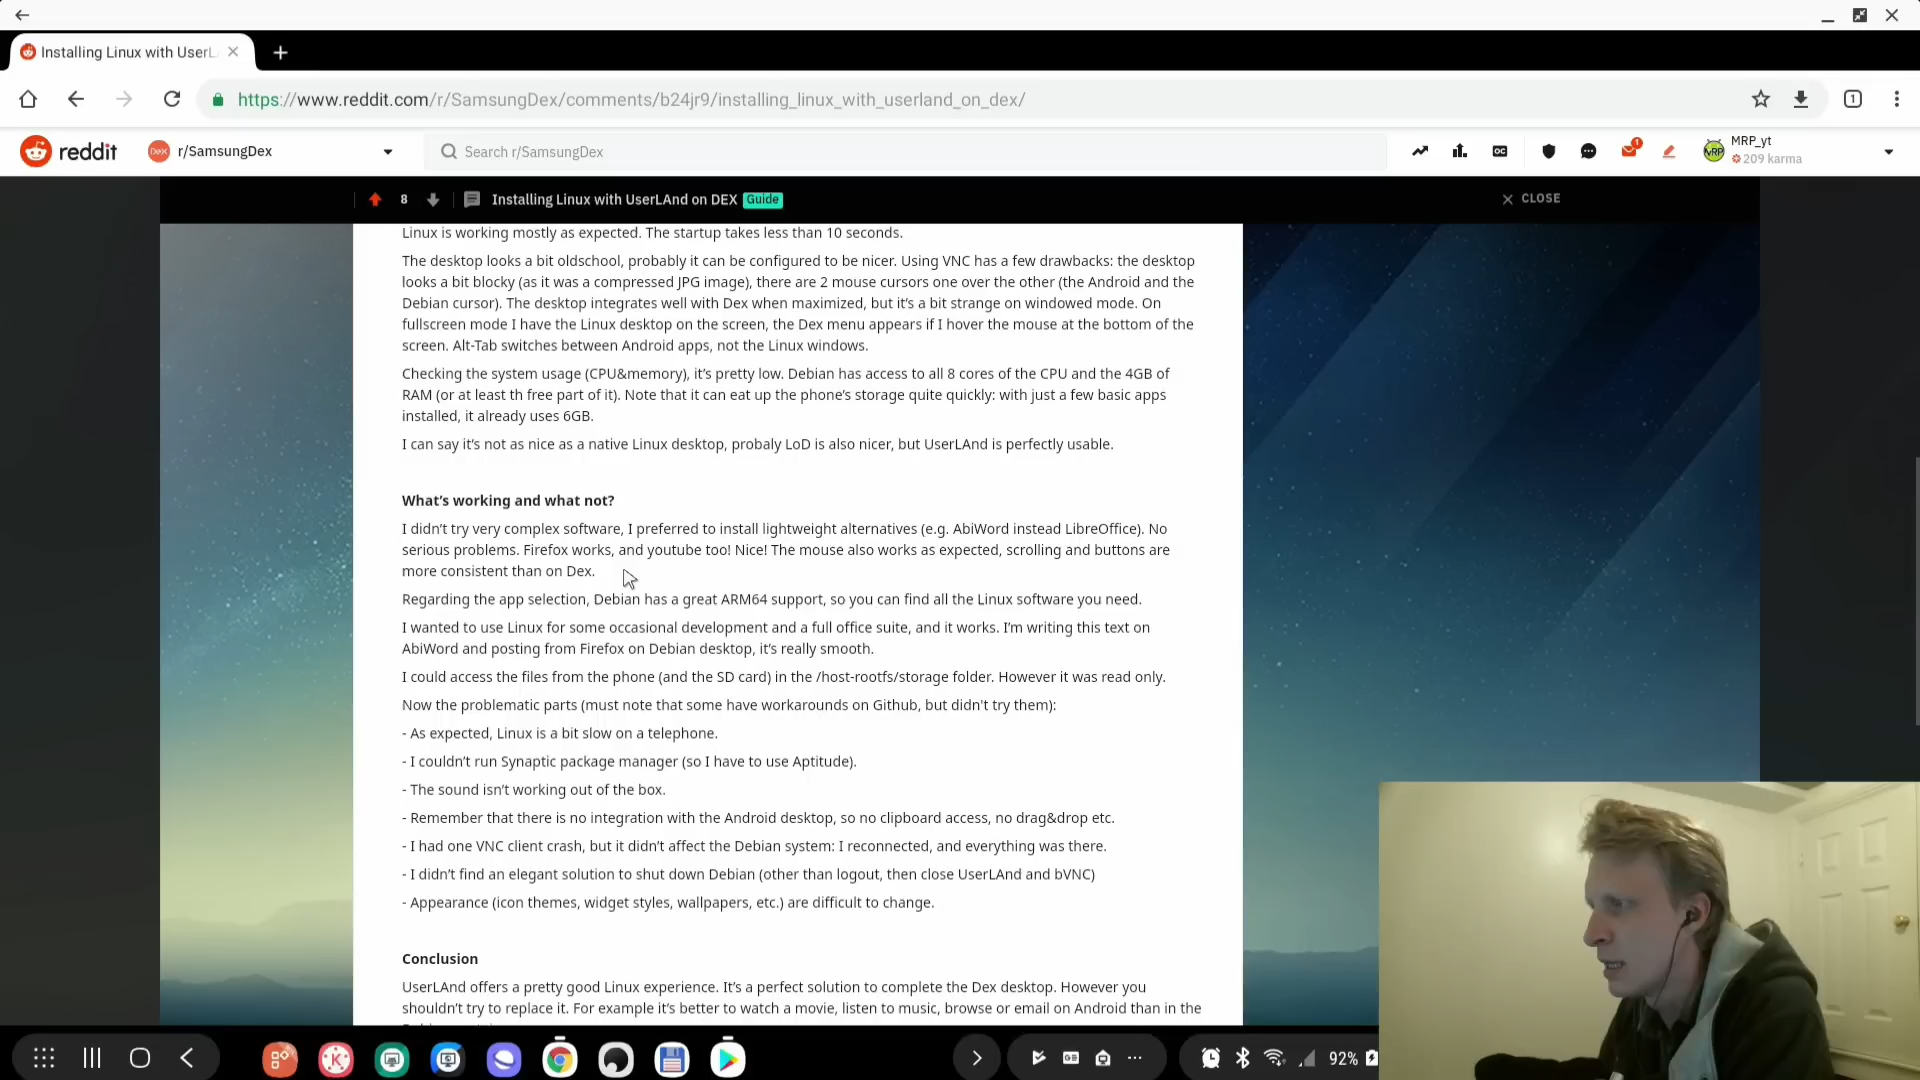 Installing Linux with UserL
https://www.reddit.com/r/SamsungDex/comments/b24jr9/installing_linux_with_userland_on_dex/
1
reddit
DeX
r/SamsungDex
Search r/SamsungDex
CC
1
MRP
MRP_yt
209 karma
8
Installing Linux with UserLAnd on DEX Guide
CLOSE
Linux is working mostly as expected. The startup takes less than 10 seconds.
The desktop looks a bit oldschool, probably it can be configured to be nicer. Using VNC has a few drawbacks: the desktop
looks a bit blocky (as it was a compressed JPG image), there are 2 mouse cursors one over the other (the Android and the
Debian cursor). The desktop integrates well with Dex when maximized, but it's a bit strange on windowed mode. On
fullscreen mode I have the Linux desktop on the screen, the Dex menu appears if I hover the mouse at the bottom of the
screen. Alt-Tab switches between Android apps, not the Linux windows.
Checking the system usage (CPU&memory), it's pretty low. Debian has access to all 8 cores of the CPU and the 4GB of
RAM (or at least th free part of it). Note that it can eat up the phone's storage quite quickly: with just a few basic apps
installed, it already uses 6GB.
I can say it's not as nice as a native Linux desktop, probaly LoD is also nicer, but UserLAnd is perfectly usable.
What's working and what not?
I didn't try very complex software, I preferred to install lightweight alternatives (e.g. AbiWord instead LibreOffice). No
serious problems. Firefox works, and youtube too! Nice! The mouse also works as expected, scrolling and buttons are
more consistent than on Dex.
Regarding the app selection, Debian has a great ARM64 support, so you can find all the Linux software you need.
I wanted to use Linux for some occasional development and a full office suite, and it works. I'm writing this text on
AbiWord and posting from Firefox on Debian desktop, it's really smooth.
I could access the files from the phone (and the SD card) in the /host-rootfs/storage folder. However it was read only.
Now the problematic parts (must note that some have workarounds on Github, but didn't try them):
- As expected, Linux is a bit slow on a telephone.
- I couldn't run Synaptic package manager (so I have to use Aptitude).
- The sound isn't working out of the box.
- Remember that there is no integration with the Android desktop, so no clipboard access, no drag&drop etc.
- I had one VNC client crash, but it didn't affect the Debian system: I reconnected, and everything was there.
- I didn't find an elegant solution to shut down Debian (other than logout, then close UserLAnd and bVNC)
- Appearance (icon themes, widget styles, wallpapers, etc.) are difficult to change.
Conclusion
UserLAnd offers a pretty good Linux experience. It's a perfect solution to complete the Dex desktop. However you
shouldn't try to replace it. For example it's better to watch a movie, listen to music, browse or email on Android than in the
92%